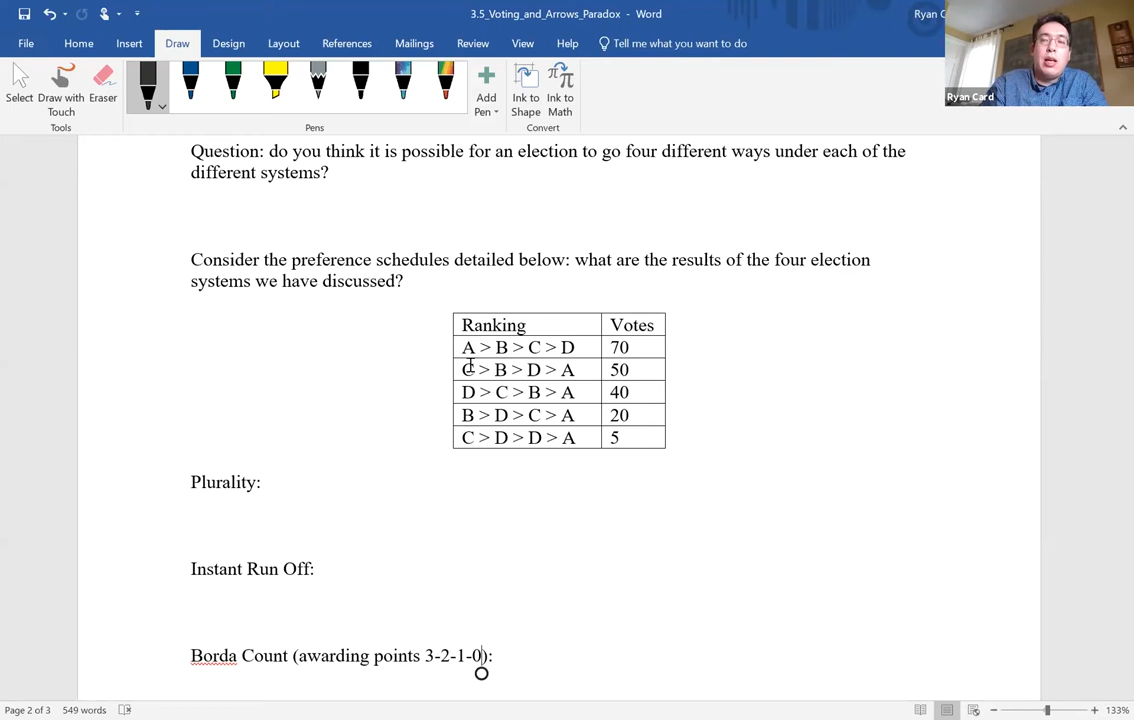 3.5_Voting_and_Arrows_Paradox - Word
Ryan C
File Home Insert Draw Design Layout References Mailings Review View Help Tell me what you want to do
Select Draw with Touch Eraser
Add Pen
Ink to Shape
Ink to Math
Tools
Pens
Convert
Ryan Card
Question: do you think it is possible for an election to go four different ways under each of the
different systems?
Consider the preference schedules detailed below: what are the results of the four election
systems we have discussed?
Ranking Votes
A > B > C > D 70
C > B > D > A 50
D > C > B > A 40
B > D > C > A 20
C > D > D > A 5
Plurality:
Instant Run Off:
Borda Count (awarding points 3-2-1-0):
Page 2 of 3 549 words
133%